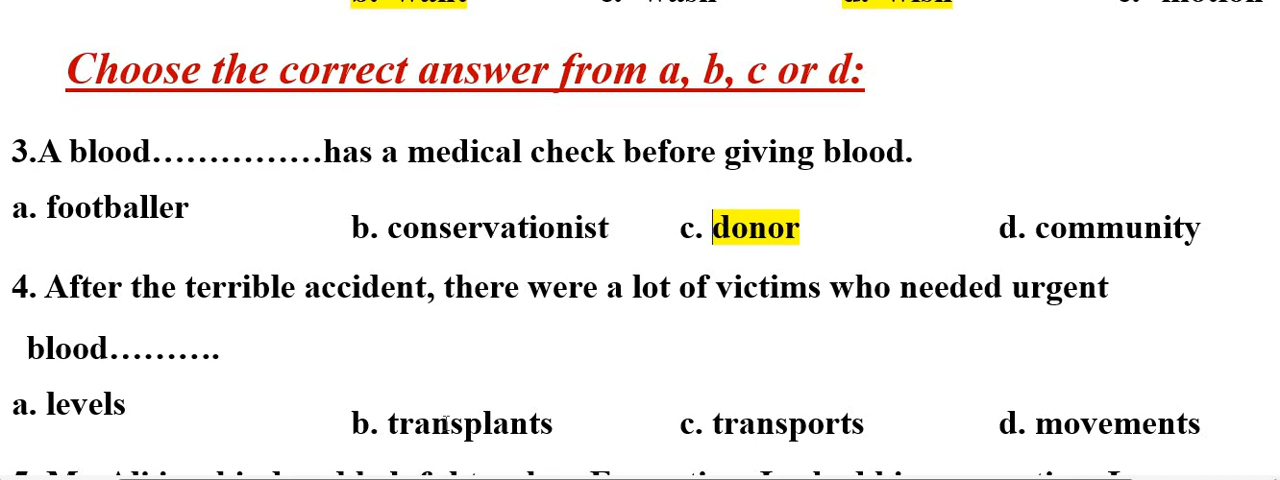 Choose the correct answer from a, b, c or d:
3.A blood……………has a medical check before giving blood.
a. footballer b. conservationist c. donor d. community
4. After the terrible accident, there were a lot of victims who needed urgent
blood……….
a. levels b. transplants c. transports d. movements